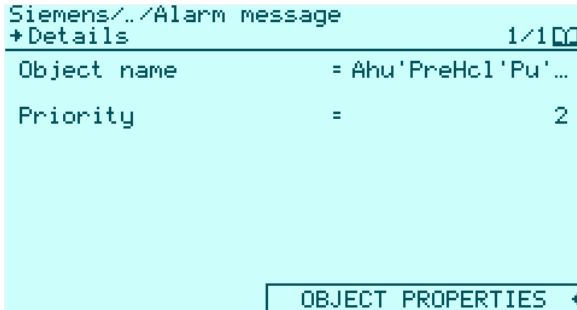 Siemens/../Alarm message
→Details 1/1
Object name = Ahu'PreHcl'Pu'…
Priority = 2
OBJECT PROPERTIES